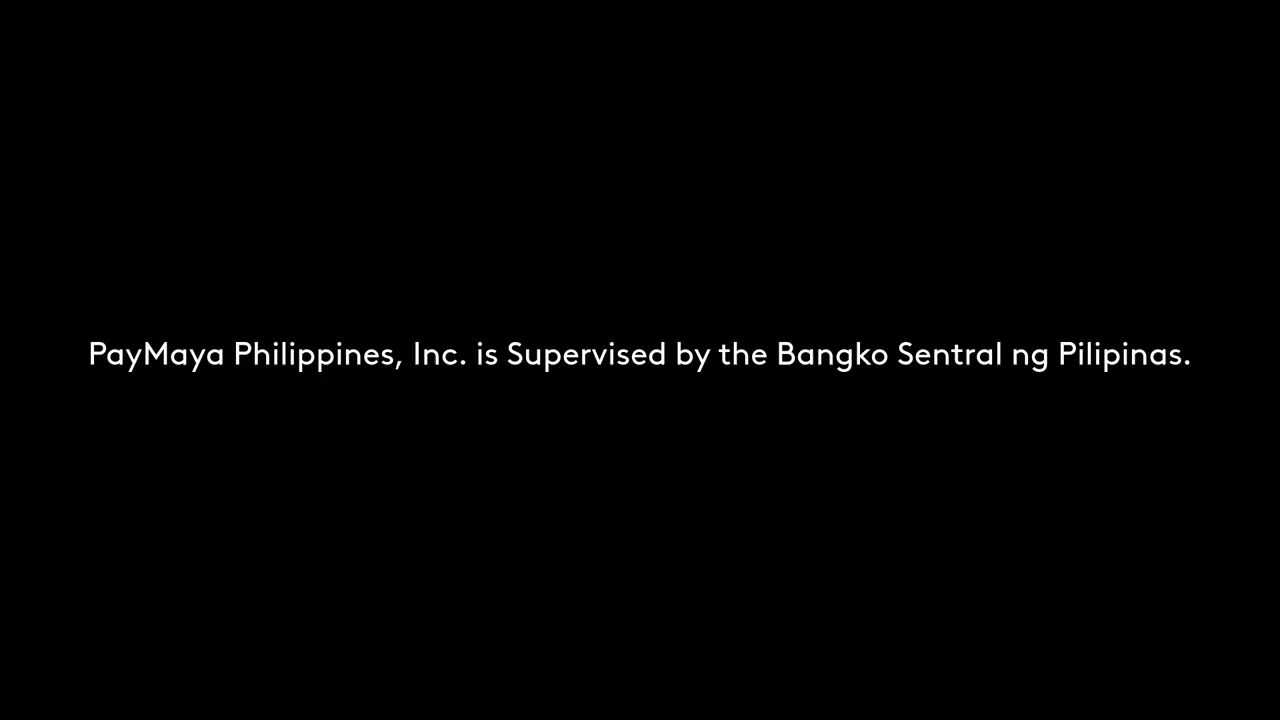 PayMaya Philippines, Inc. is Supervised by the Bangko Sentral ng Pilipinas.